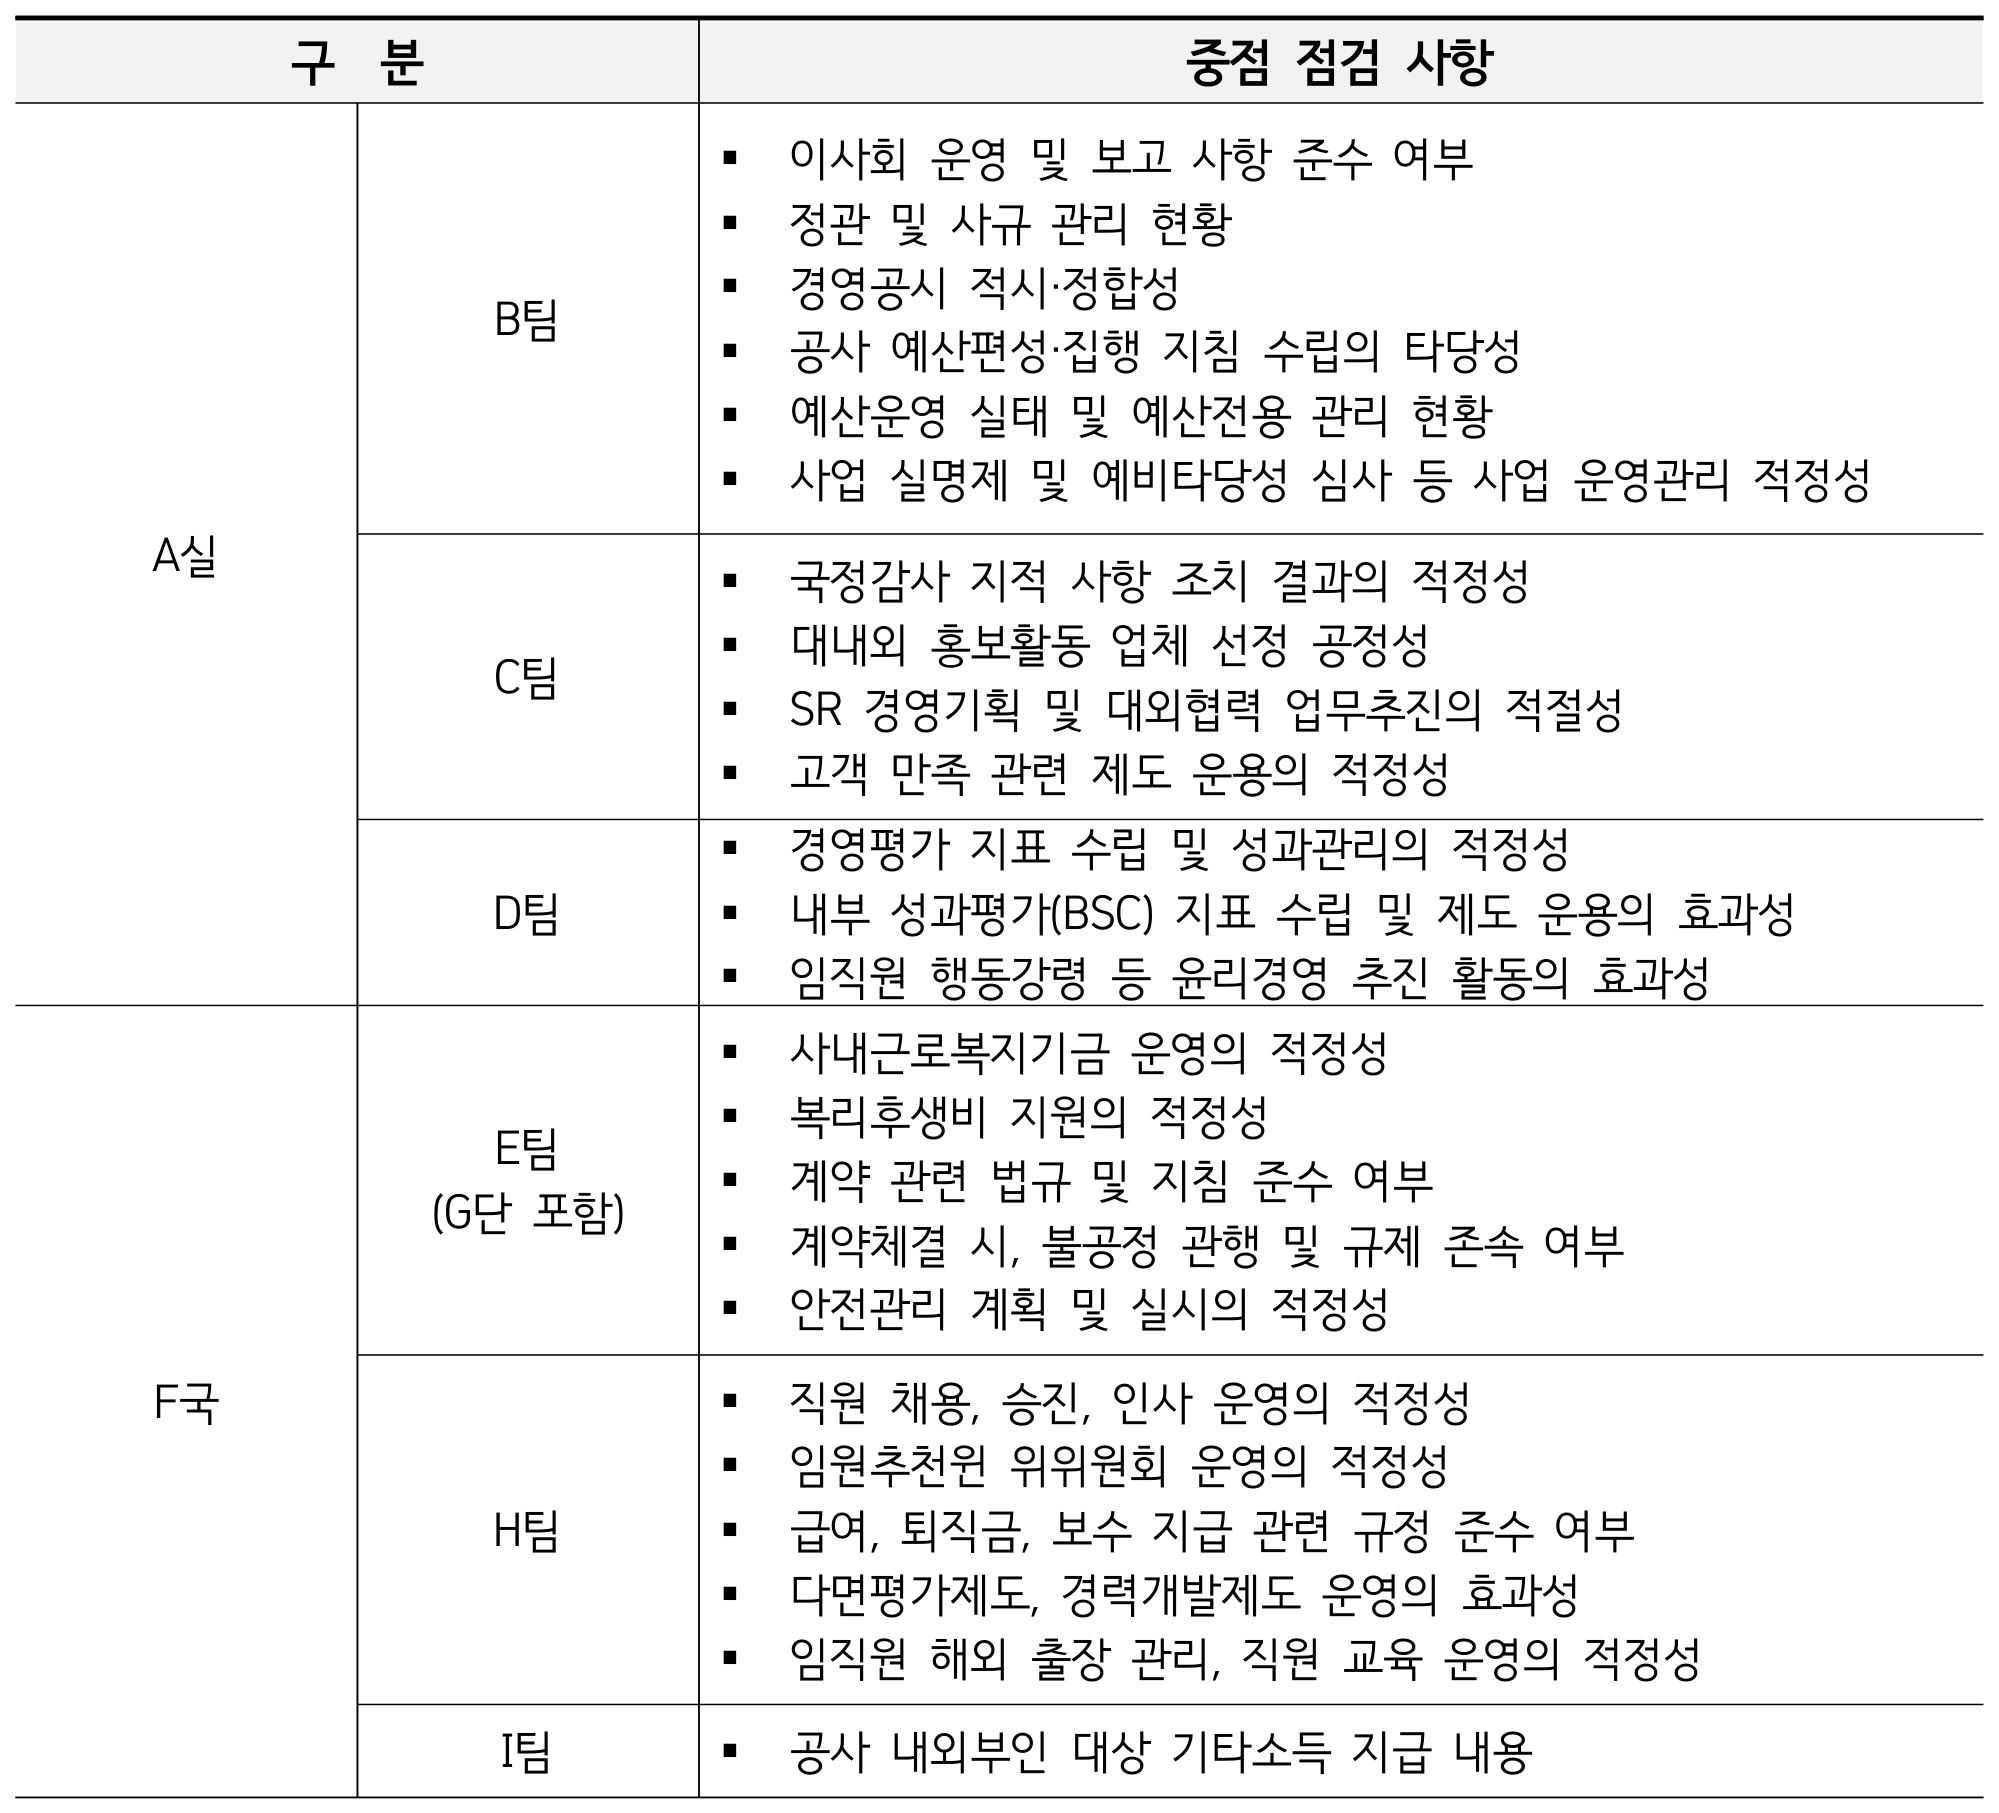 구 분
중점 점검 사항
A실
B팀
▪ 이사회 운영 및 보고 사항 준수 여부
▪ 정관 및 사규 관리 현황
▪ 경영공시 적시·정합성
▪ 공사 예산편성·집행 지침 수립의 타당성
▪ 예산운영 실태 및 예산전용 관리 현황
▪ 사업 실명제 및 예비타당성 심사 등 사업 운영관리 적정성
C팀
▪ 국정감사 지적 사항 조치 결과의 적정성
▪ 대내외 홍보활동 업체 선정 공정성
▪ SR 경영기획 및 대외협력 업무추진의 적절성
▪ 고객 만족 관련 제도 운용의 적정성
D팀
▪ 경영평가 지표 수립 및 성과관리의 적정성
▪ 내부 성과평가(BSC) 지표 수립 및 제도 운용의 효과성
▪ 임직원 행동강령 등 윤리경영 추진 활동의 효과성
F국
E팀
(G단 포함)
▪ 사내근로복지기금 운영의 적정성
▪ 복리후생비 지원의 적정성
▪ 계약 관련 법규 및 지침 준수 여부
▪ 계약체결 시, 불공정 관행 및 규제 존속 여부
▪ 안전관리 계획 및 실시의 적정성
H팀
▪ 직원 채용, 승진, 인사 운영의 적정성
▪ 임원추천윈 위위원회 운영의 적정성
▪ 급여, 퇴직금, 보수 지급 관련 규정 준수 여부
▪ 다면평가제도, 경력개발제도 운영의 효과성
▪ 임직원 해외 출장 관리, 직원 교육 운영의 적정성
I팀
▪ 공사 내외부인 대상 기타소득 지급 내용